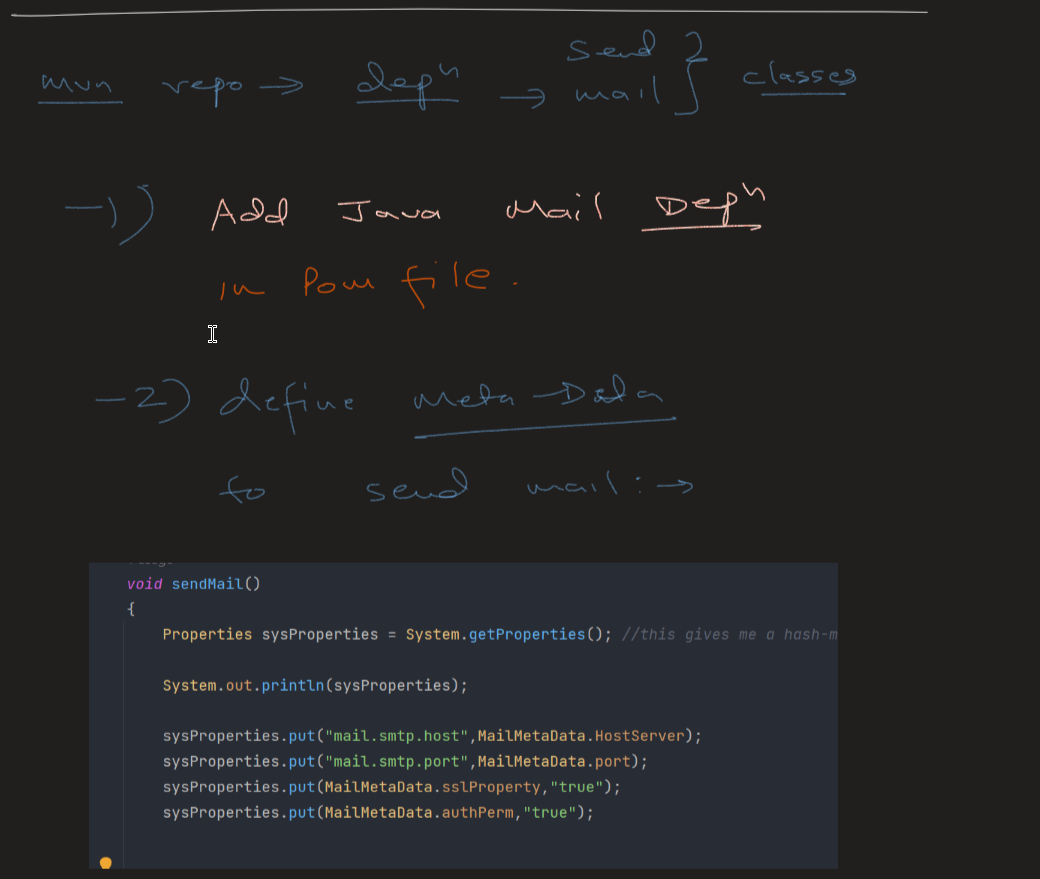 mvn repo → depⁿ → send mail } classes
-1) Add Java Mail Depⁿ
in Pom file.
-2) define Meta-Data
to send mail :→
void sendMail()
{
Properties sysProperties = System.getProperties(); //this gives me a hash-m
System.out.println(sysProperties);
sysProperties.put("mail.smtp.host",MailMetaData.HostServer);
sysProperties.put("mail.smtp.port",MailMetaData.port);
sysProperties.put(MailMetaData.sslProperty,"true");
sysProperties.put(MailMetaData.authPerm,"true");